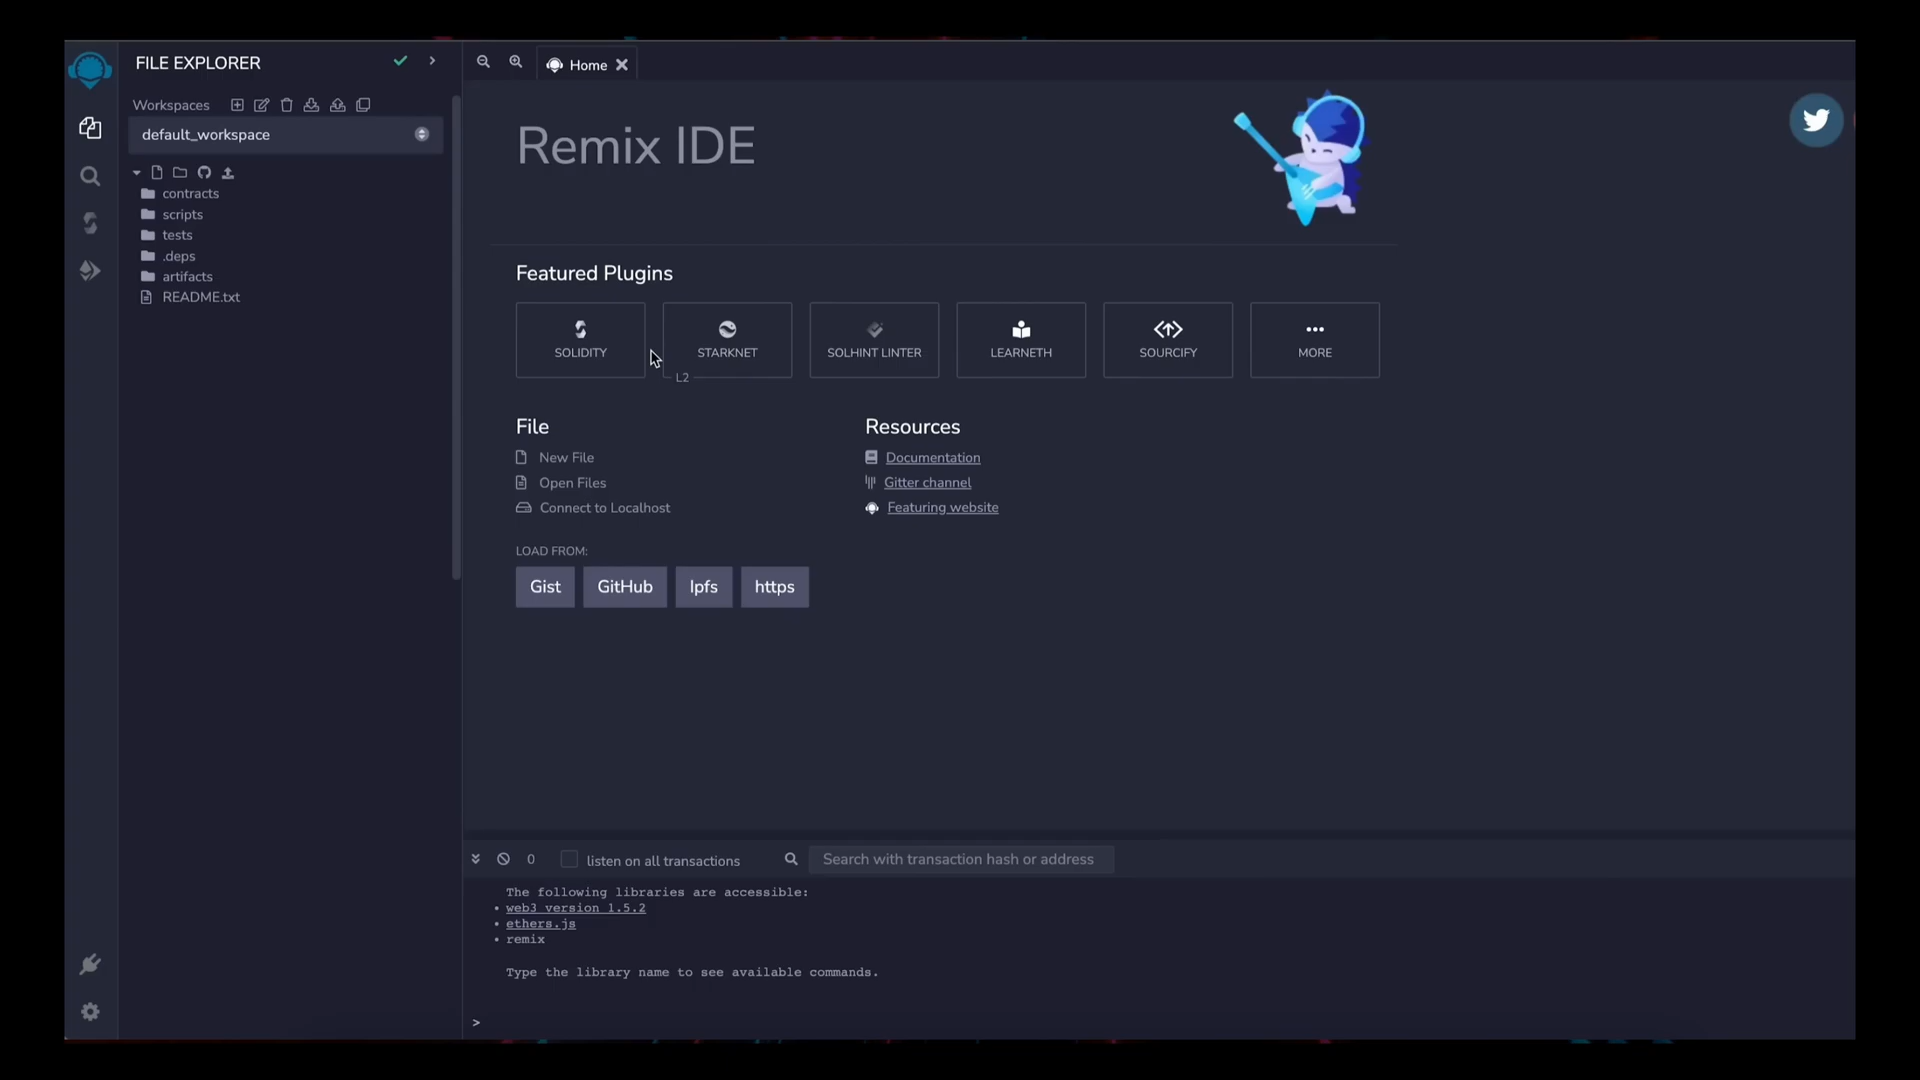 FILE EXPLORER
Workspaces
default_workspace
contracts
scripts
tests
.deps
artifacts
README.txt
Home
Remix IDE
Featured Plugins
SOLIDITY
STARKNET
L2
SOLHINT LINTER
LEARNETH
SOURCIFY
MORE
File
New File
Open Files
Connect to Localhost
Resources
Documentation
Gitter channel
Featuring website
LOAD FROM:
Gist GitHub Ipfs https
0 listen on all transactions Search with transaction hash or address
The following libraries are accessible:
• web3 version 1.5.2
• ethers.js
• remix
Type the library name to see available commands.
>